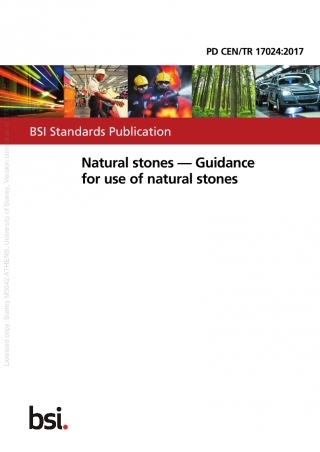 PD CEN/TR 17024:2017
BSI Standards Publication
Natural stones — Guidance
for use of natural stones
bsi.